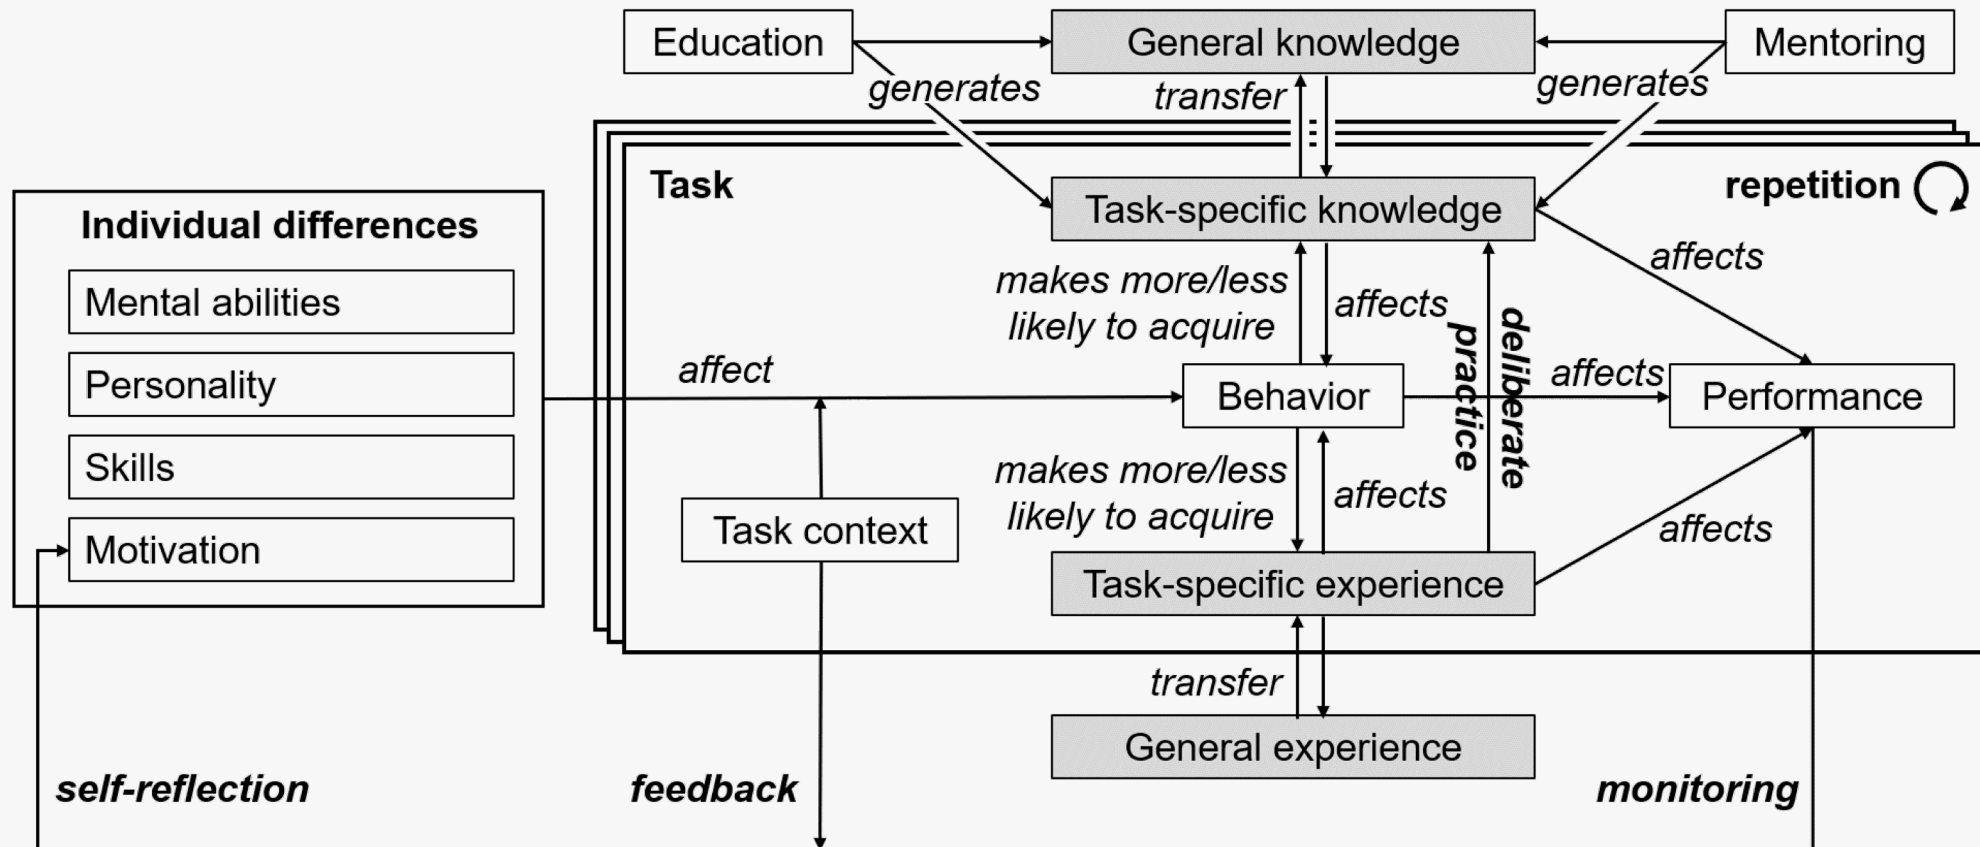 Education
General knowledge
Mentoring
generates
transfer
generates
Task
repetition
Individual differences
Task-specific knowledge
Mental abilities
Personality
Skills
Motivation
affect
makes more/less
likely to acquire
affects
affects
deliberate
practice
Behavior
affects
Performance
makes more/less
likely to acquire
affects
Task context
affects
Task-specific experience
transfer
General experience
self-reflection
feedback
monitoring